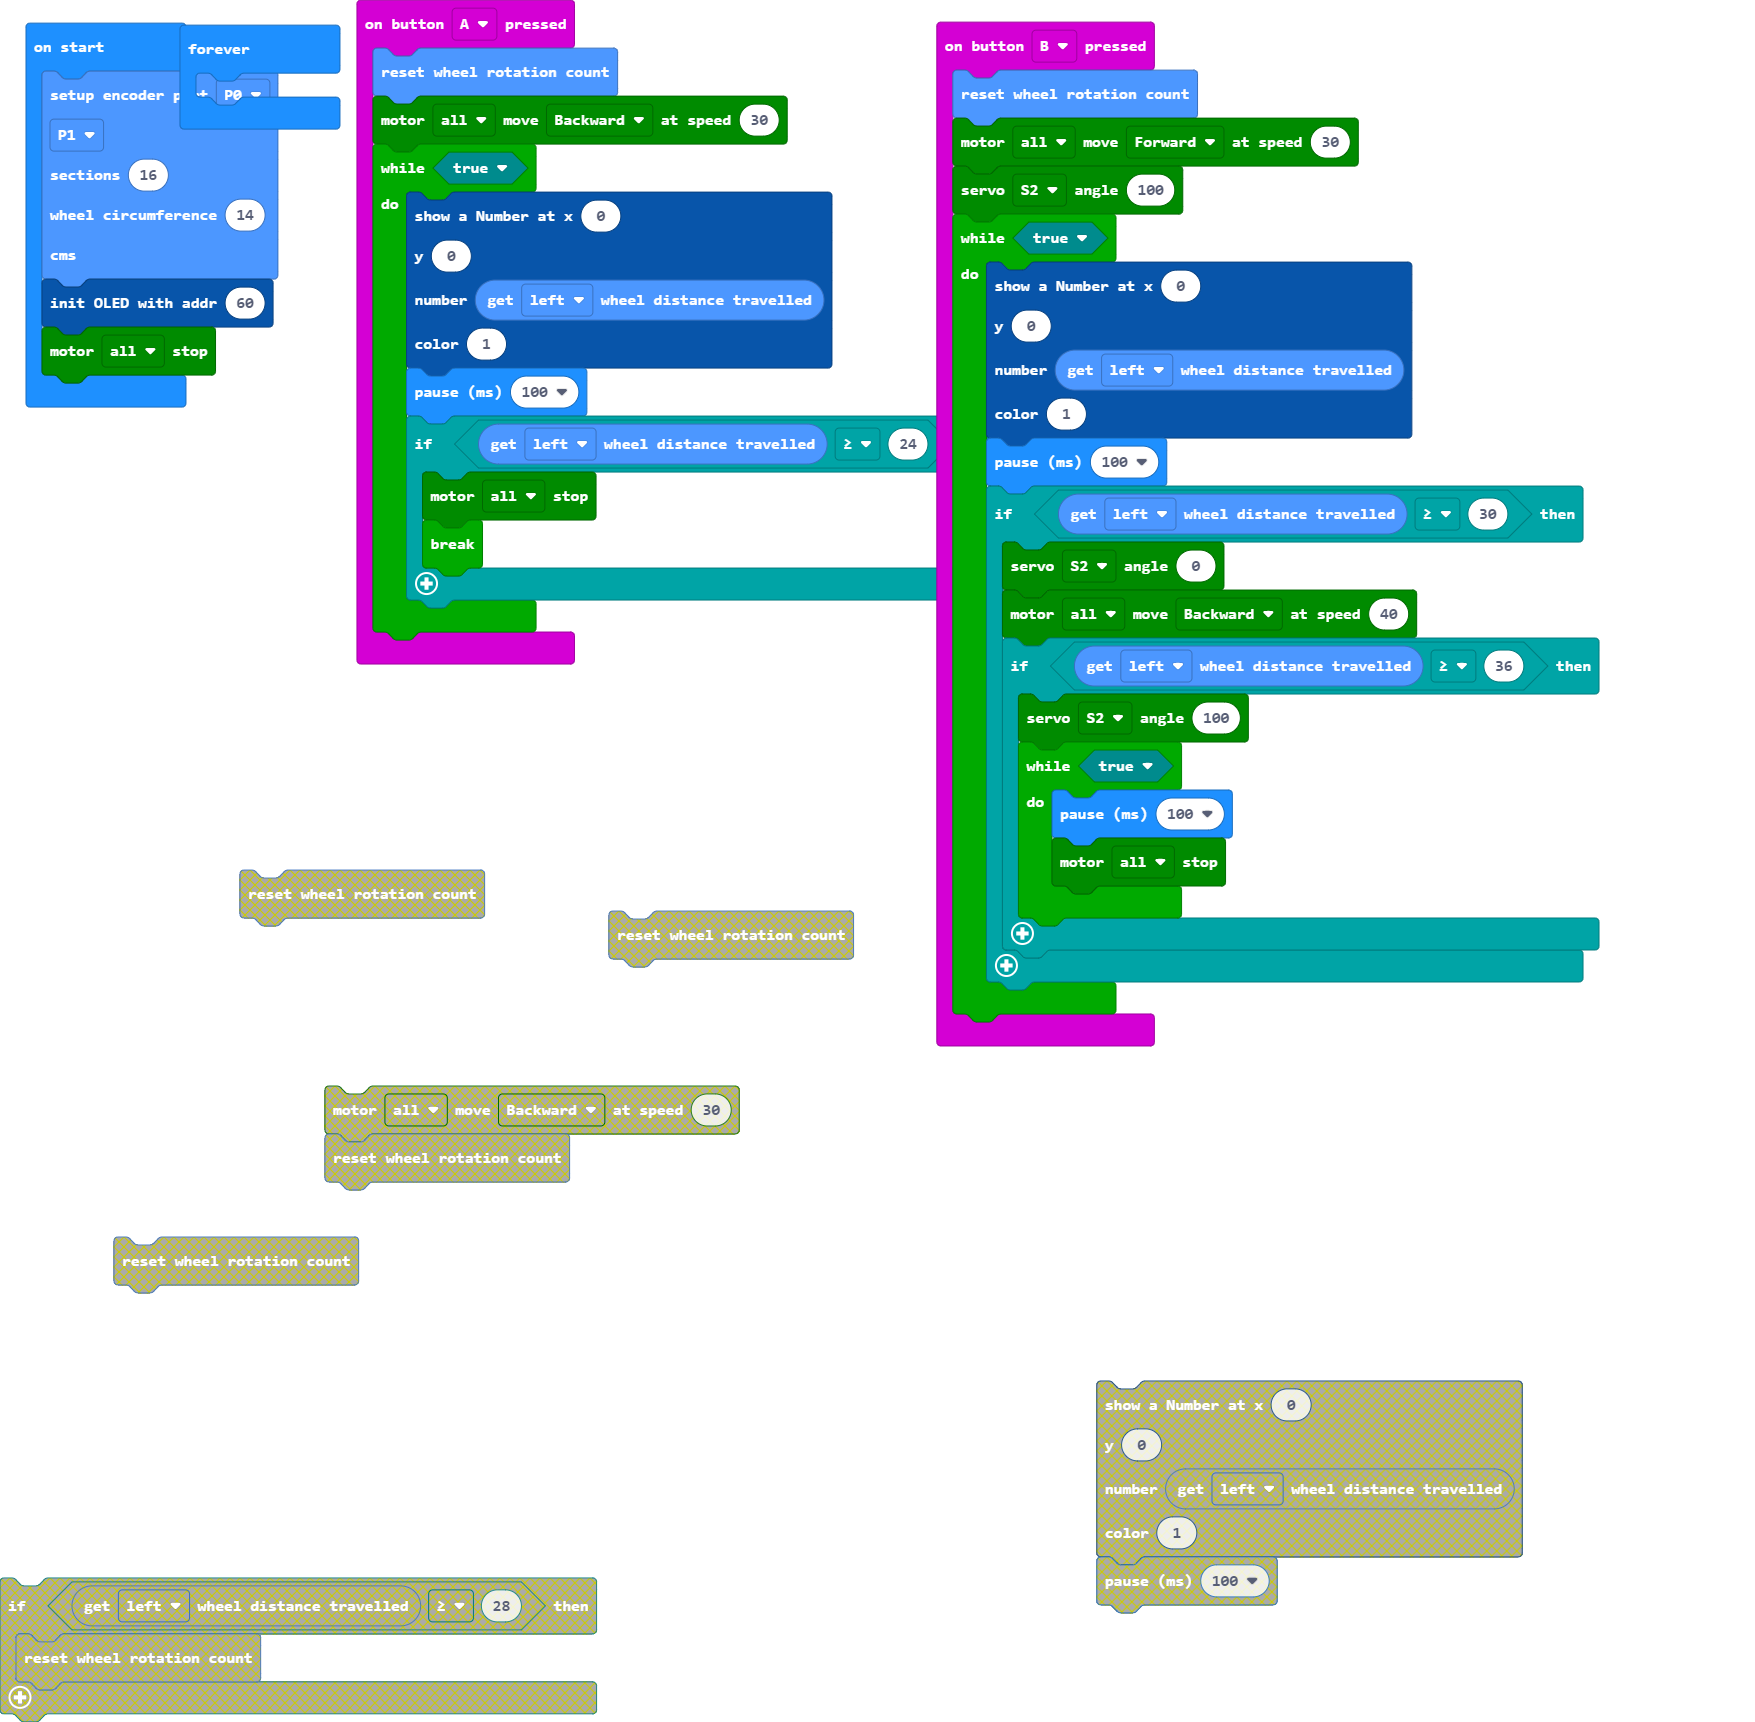 on start
setup encoder P0
P1
sections 16
wheel circumference 14
cms
init OLED with addr 60
motor all stop
forever
on button A pressed
reset wheel rotation count
motor all move Backward at speed 30
while true
do
show a Number at x 0
y 0
number get left wheel distance travelled
color 1
pause (ms) 100
if get left wheel distance travelled ≥ 24
motor all stop
break
on button B pressed
reset wheel rotation count
motor all move Forward at speed 30
servo S2 angle 100
while true
do
show a Number at x 0
y 0
number get left wheel distance travelled
color 1
pause (ms) 100
if get left wheel distance travelled ≥ 30 then
servo S2 angle 0
motor all move Backward at speed 40
if get left wheel distance travelled ≥ 36 then
servo S2 angle 100
while true
do
pause (ms) 100
motor all stop
reset wheel rotation count
reset wheel rotation count
motor all move Backward at speed 30
reset wheel rotation count
reset wheel rotation count
show a Number at x 0
y 0
number get left wheel distance travelled
color 1
pause (ms) 100
if get left wheel distance travelled ≥ 28 then
reset wheel rotation count